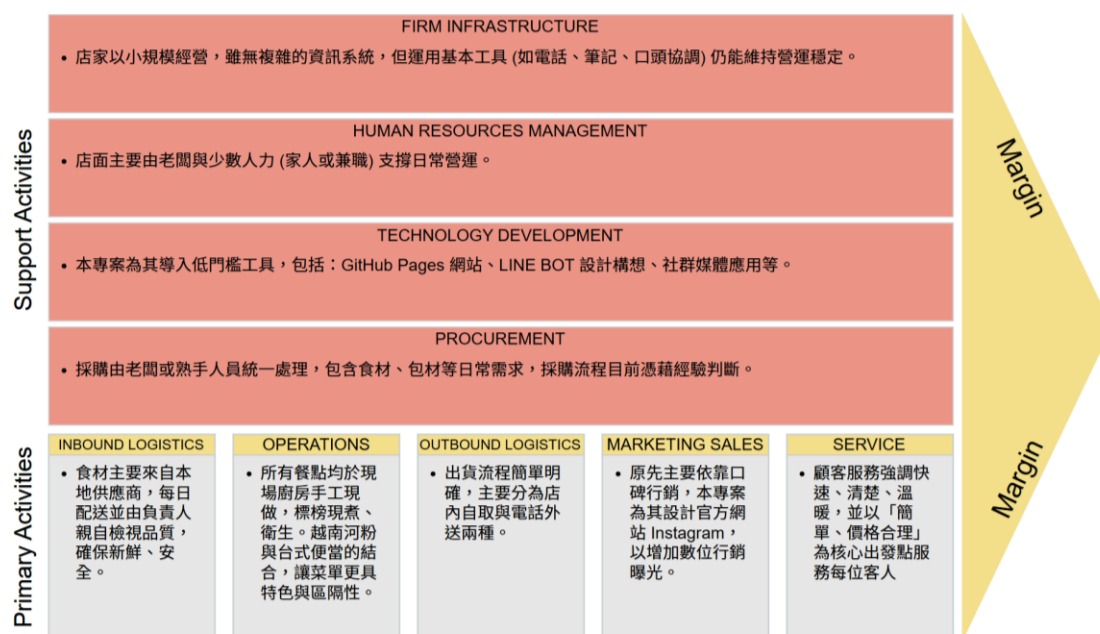 Support Activities
FIRM INFRASTRUCTURE
• 店家以小規模經營，雖無複雜的資訊系統，但運用基本工具 (如電話、筆記、口頭協調) 仍能維持營運穩定。
HUMAN RESOURCES MANAGEMENT
• 店面主要由老闆與少數人力 (家人或兼職) 支撐日常營運。
TECHNOLOGY DEVELOPMENT
• 本專案為其導入低門檻工具，包括：GitHub Pages 網站、LINE BOT 設計構想、社群媒體應用等。
PROCUREMENT
• 採購由老闆或熟手人員統一處理，包含食材、包材等日常需求，採購流程目前憑藉經驗判斷。
Primary Activities
INBOUND LOGISTICS
• 食材主要來自本
地供應商，每日
配送並由負責人
親自檢視品質，
確保新鮮、安
全。
OPERATIONS
• 所有餐點均於現
場廚房手工現
做，標榜現煮、
衛生。越南河粉
與台式便當的結
合，讓菜單更具
特色與區隔性。
OUTBOUND LOGISTICS
• 出貨流程簡單明
確，主要分為店
內自取與電話外
送兩種。
MARKETING SALES
• 原先主要依靠口
碑行銷，本專案
為其設計官方網
站 Instagram，
以增加數位行銷
曝光。
SERVICE
• 顧客服務強調快
速、清楚、溫
暖，並以「簡
單、價格合理」
為核心出發點服
務每位客人
Margin
Margin